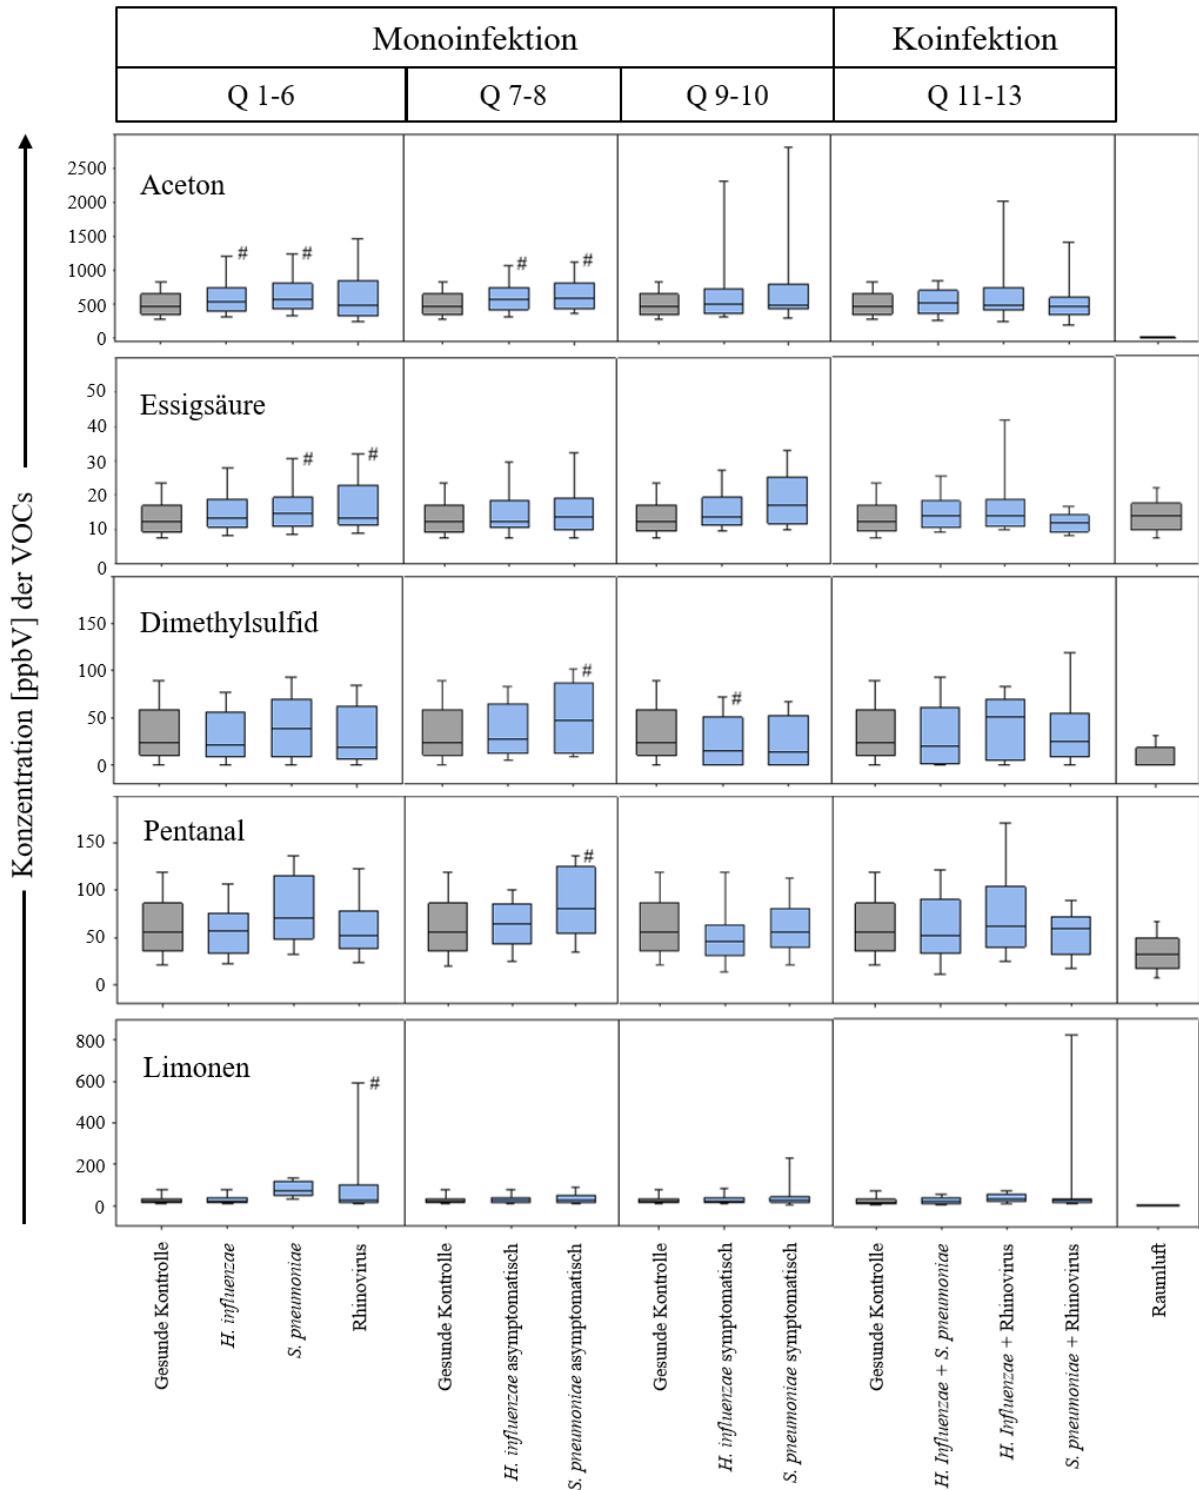 Monoinfektion Koinfektion
Q 1-6 Q 7-8 Q 9-10 Q 11-13
Konzentration [ppbV] der VOCs
Aceton
2500
2000
1500
1000
500
0
# # # #
Essigsäure
50
40
30
20
10
0
# #
Dimethylsulfid
150
100
50
0
# #
Pentanal
150
100
50
0
#
Limonen
800
600
400
200
0
#
Gesunde Kontrolle
H. influenzae
S. pneumoniae
Rhinovirus
Gesunde Kontrolle
H. influenzae asymptomatisch
S. pneumoniae asymptomatisch
Gesunde Kontrolle
H. influenzae symptomatisch
S. pneumoniae symptomatisch
Gesunde Kontrolle
H. Influenzae + S. pneumoniae
H. Influenzae + Rhinovirus
S. pneumoniae + Rhinovirus
Raumluft